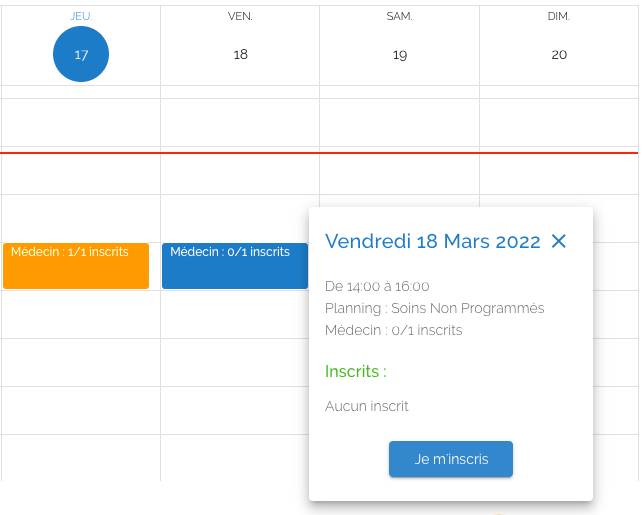 JEU.
VEN.
SAM.
DIM.
17
18
19
20
Médecin : 1/1 inscrits
Médecin : 0/1 inscrits
Vendredi 18 Mars 2022
De 14:00 à 16:00
Planning : Soins Non Programmés
Médecin : 0/1 inscrits
Inscrits :
Aucun inscrit
Je m'inscris